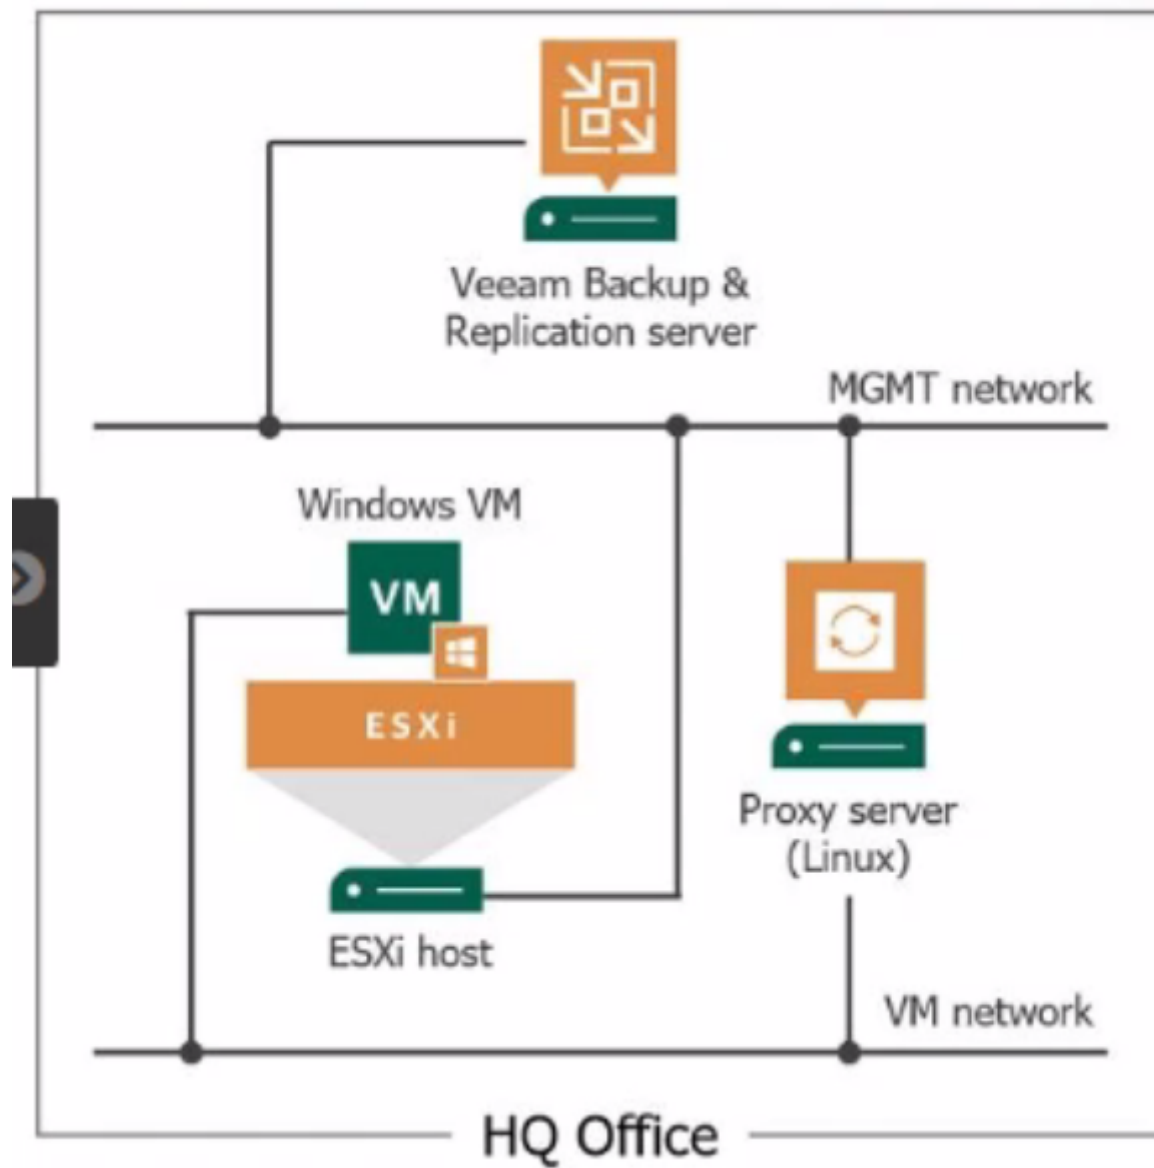 Veeam Backup &
Replication server
MGMT network
Windows VM
VM
ESXi
Proxy server
(Linux)
ESXi host
VM network
HQ Office